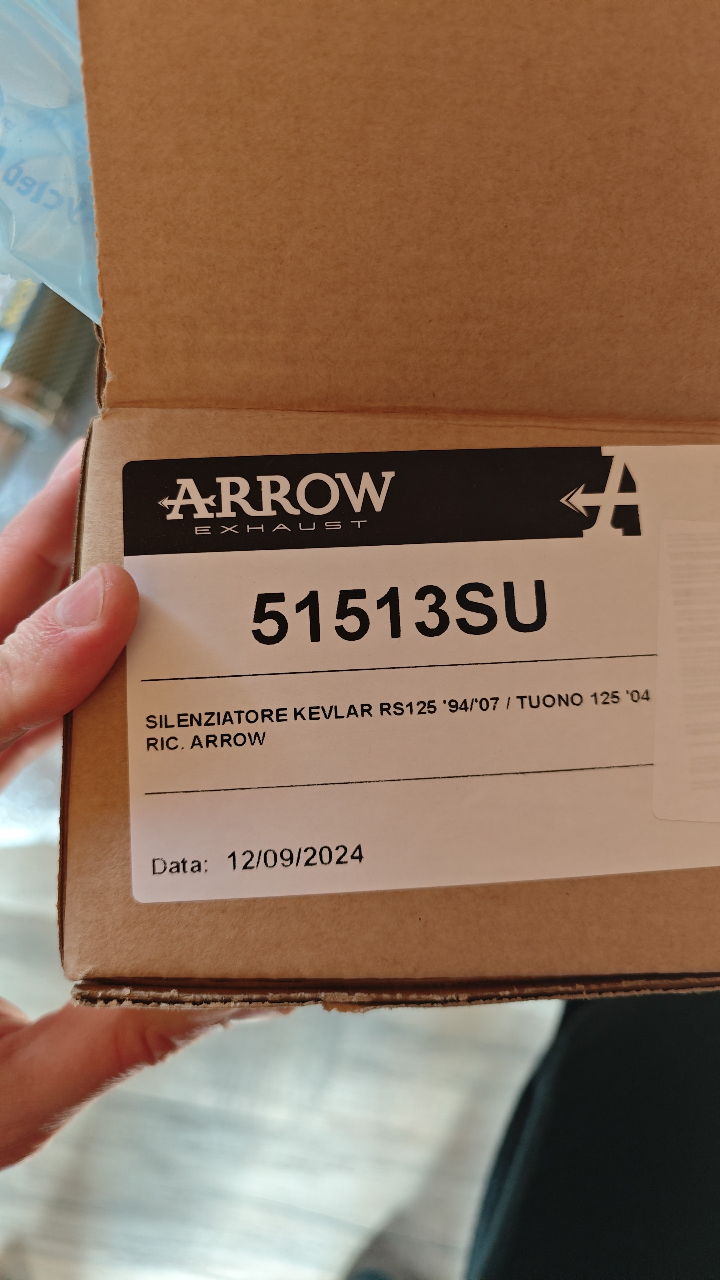 ARROW
EXHAUST
A
51513SU
SILENZIATORE KEVLAR RS125 '94/'07 / TUONO 125 '04
RIC. ARROW
Data: 12/09/2024